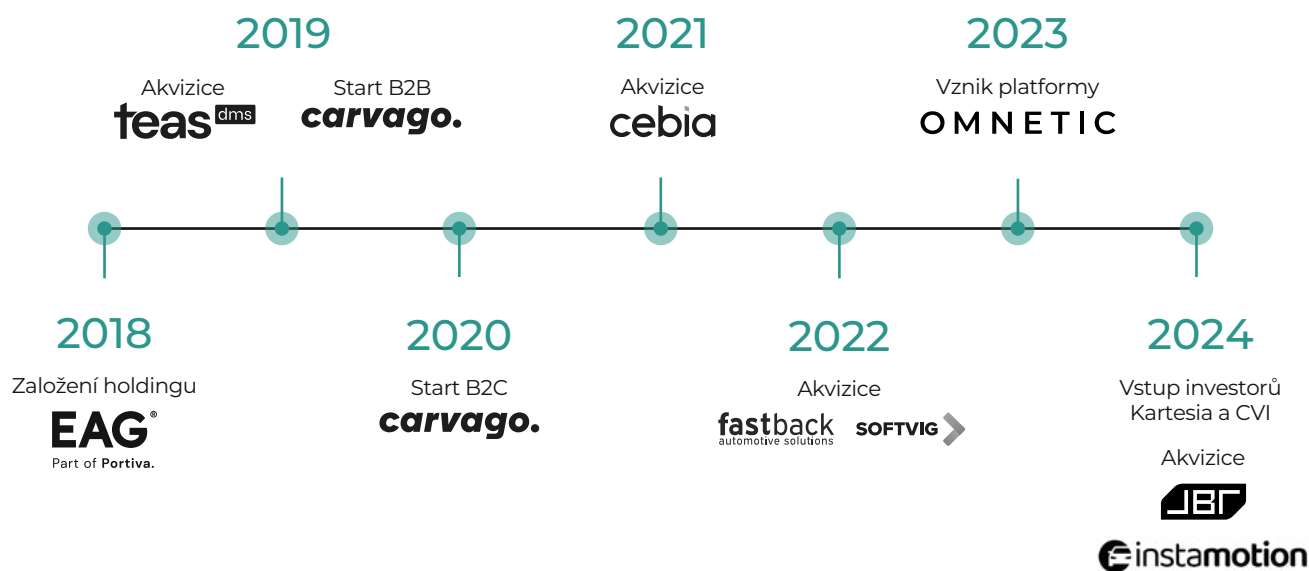 2019
Akvizice
teas dms
Start B2B
carvago.
2021
Akvizice
cebia
2023
Vznik platformy
OMNETIC
2018
Založení holdingu
EAG®
Part of Portiva.
2020
Start B2C
carvago.
2022
Akvizice
fastback
automotive solutions
SOFTVIG
2024
Vstup investorů
Kartesia a CVI
Akvizice
JBR
instamotion